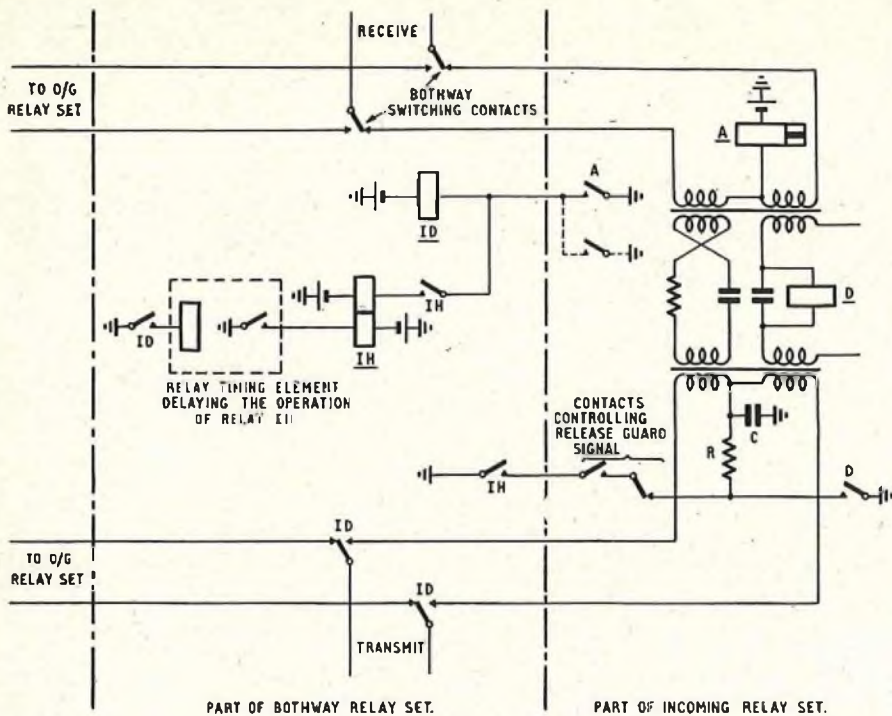 RECEIVE
TO O/G
RELAY SET
BOTHWAY
SWITCHING CONTACTS
A
A
ID
IH
D
ID
IH
RELAY TIMING ELEMENT
DELAYING THE OPERATION
OF RELAY
CONTACTS
CONTROLLING
RELEASE GUARD
SIGNAL
C
R
IH
D
ID
TO O/G
RELAY SET
ID
TRANSMIT
PART OF BOTHWAY RELAY SET.
PART OF INCOMING RELAY SET.